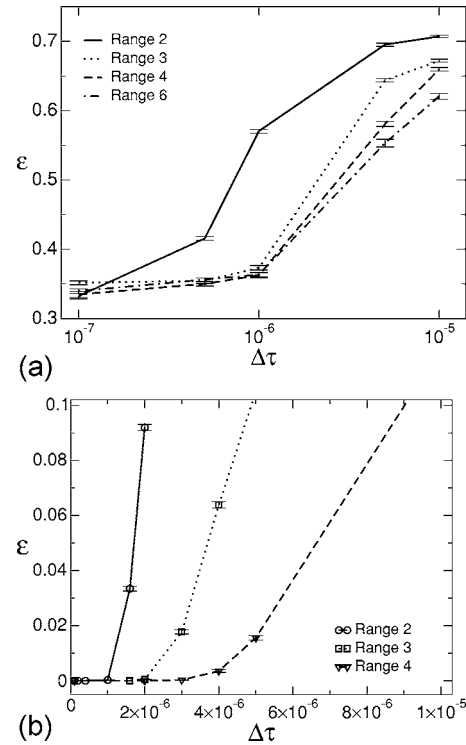 0.7
0.6
0.5
0.4
0.3
ε
Range 2
Range 3
Range 4
Range 6
10⁻⁷
10⁻⁶
10⁻⁵
Δτ
(a)
0.1
0.08
0.06
0.04
0.02
0
ε
Range 2
Range 3
Range 4
2×10⁻⁶
4×10⁻⁶
6×10⁻⁶
8×10⁻⁶
1×10⁻⁵
Δτ
(b)